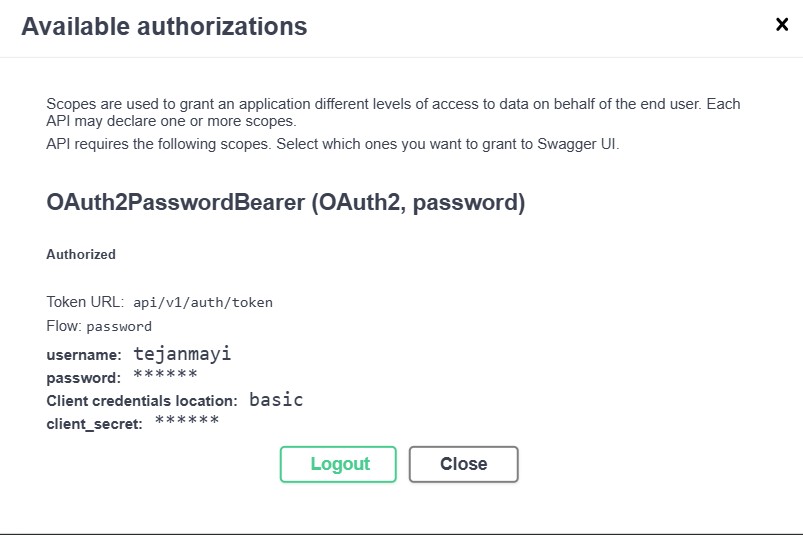 Available authorizations
Scopes are used to grant an application different levels of access to data on behalf of the end user. Each
API may declare one or more scopes.
API requires the following scopes. Select which ones you want to grant to Swagger UI.
OAuth2PasswordBearer (OAuth2, password)
Authorized
Token URL: api/v1/auth/token
Flow: password
username: tejanmayi
password: ******
Client credentials location: basic
client_secret: ******
Logout Close